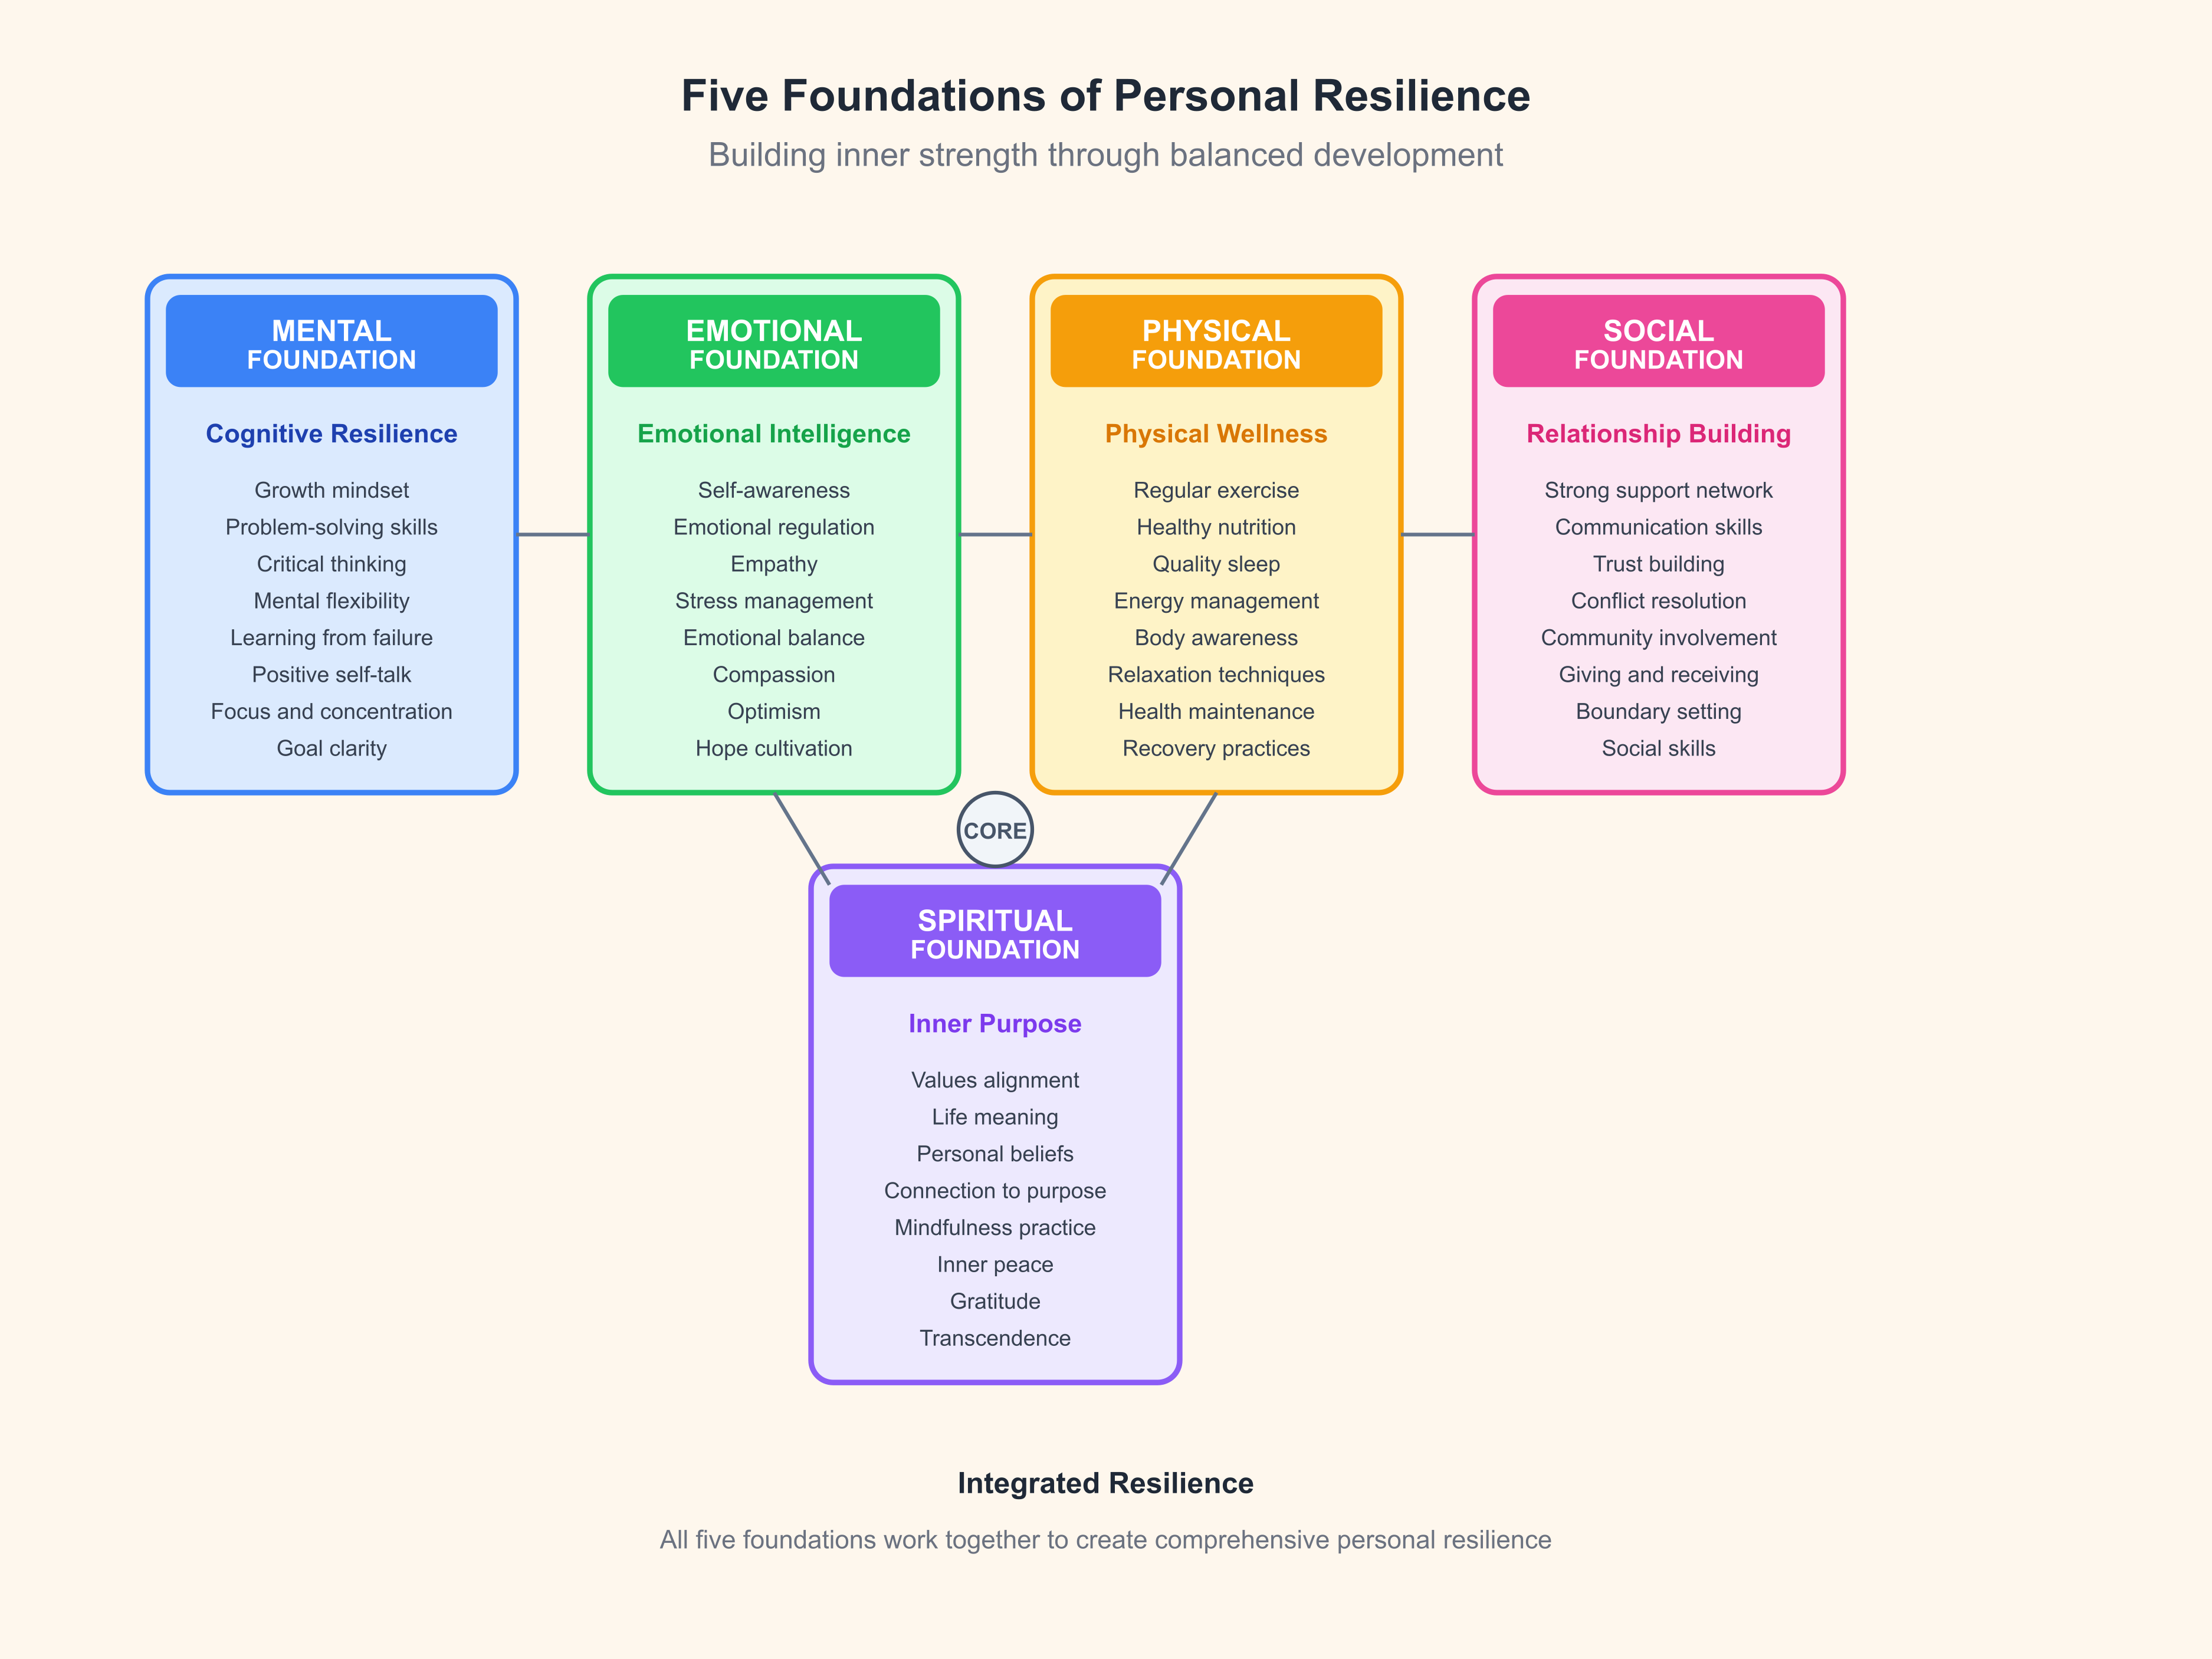 Five Foundations of Personal Resilience
Building inner strength through balanced development
MENTAL
FOUNDATION
Cognitive Resilience
Growth mindset
Problem-solving skills
Critical thinking
Mental flexibility
Learning from failure
Positive self-talk
Focus and concentration
Goal clarity
EMOTIONAL
FOUNDATION
Emotional Intelligence
Self-awareness
Emotional regulation
Empathy
Stress management
Emotional balance
Compassion
Optimism
Hope cultivation
PHYSICAL
FOUNDATION
Physical Wellness
Regular exercise
Healthy nutrition
Quality sleep
Energy management
Body awareness
Relaxation techniques
Health maintenance
Recovery practices
SOCIAL
FOUNDATION
Relationship Building
Strong support network
Communication skills
Trust building
Conflict resolution
Community involvement
Giving and receiving
Boundary setting
Social skills
CORE
SPIRITUAL
FOUNDATION
Inner Purpose
Values alignment
Life meaning
Personal beliefs
Connection to purpose
Mindfulness practice
Inner peace
Gratitude
Transcendence
Integrated Resilience
All five foundations work together to create comprehensive personal resilience